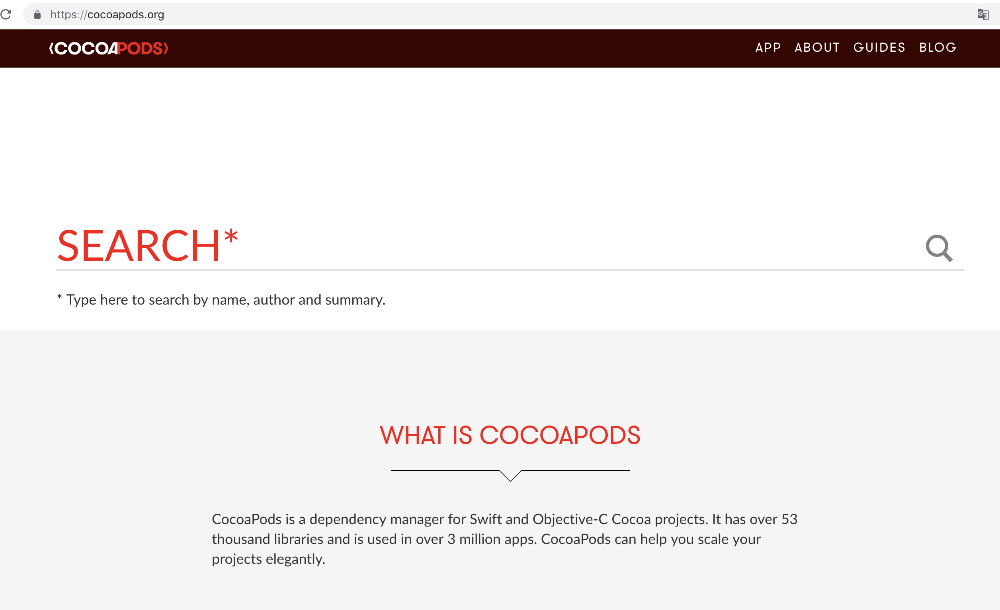 https://cocoapods.org
COCOAPODS
APP ABOUT GUIDES BLOG
SEARCH*
* Type here to search by name, author and summary.
WHAT IS COCOAPODS
CocoaPods is a dependency manager for Swift and Objective-C Cocoa projects. It has over 53
thousand libraries and is used in over 3 million apps. CocoaPods can help you scale your
projects elegantly.